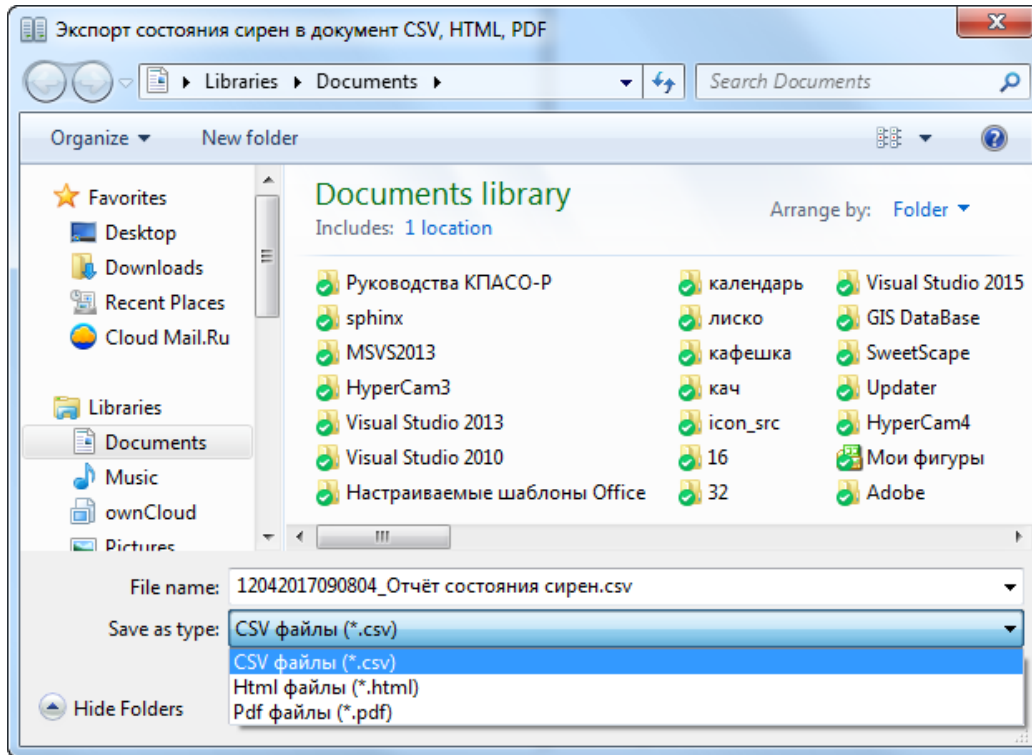 Экспорт состояния сирен в документ CSV, HTML, PDF
Libraries Documents
Search Documents
Organize
New folder
Favorites
Desktop
Downloads
Recent Places
Cloud Mail.Ru
Libraries
Documents
Music
ownCloud
Pictures
Documents library
Includes: 1 location
Arrange by: Folder
Руководства КПАСО-Р
sphinx
MSVS2013
HyperCam3
Visual Studio 2013
Visual Studio 2010
Настраиваемые шаблоны Office
календарь
лиско
кафешка
кач
icon_src
16
32
Visual Studio 2015
GIS DataBase
SweetScape
Updater
HyperCam4
Мои фигуры
Adobe
File name: 12042017090804_Отчёт состояния сирен.csv
Save as type: CSV файлы (*.csv)
CSV файлы (*.csv)
Html файлы (*.html)
Pdf файлы (*.pdf)
Hide Folders